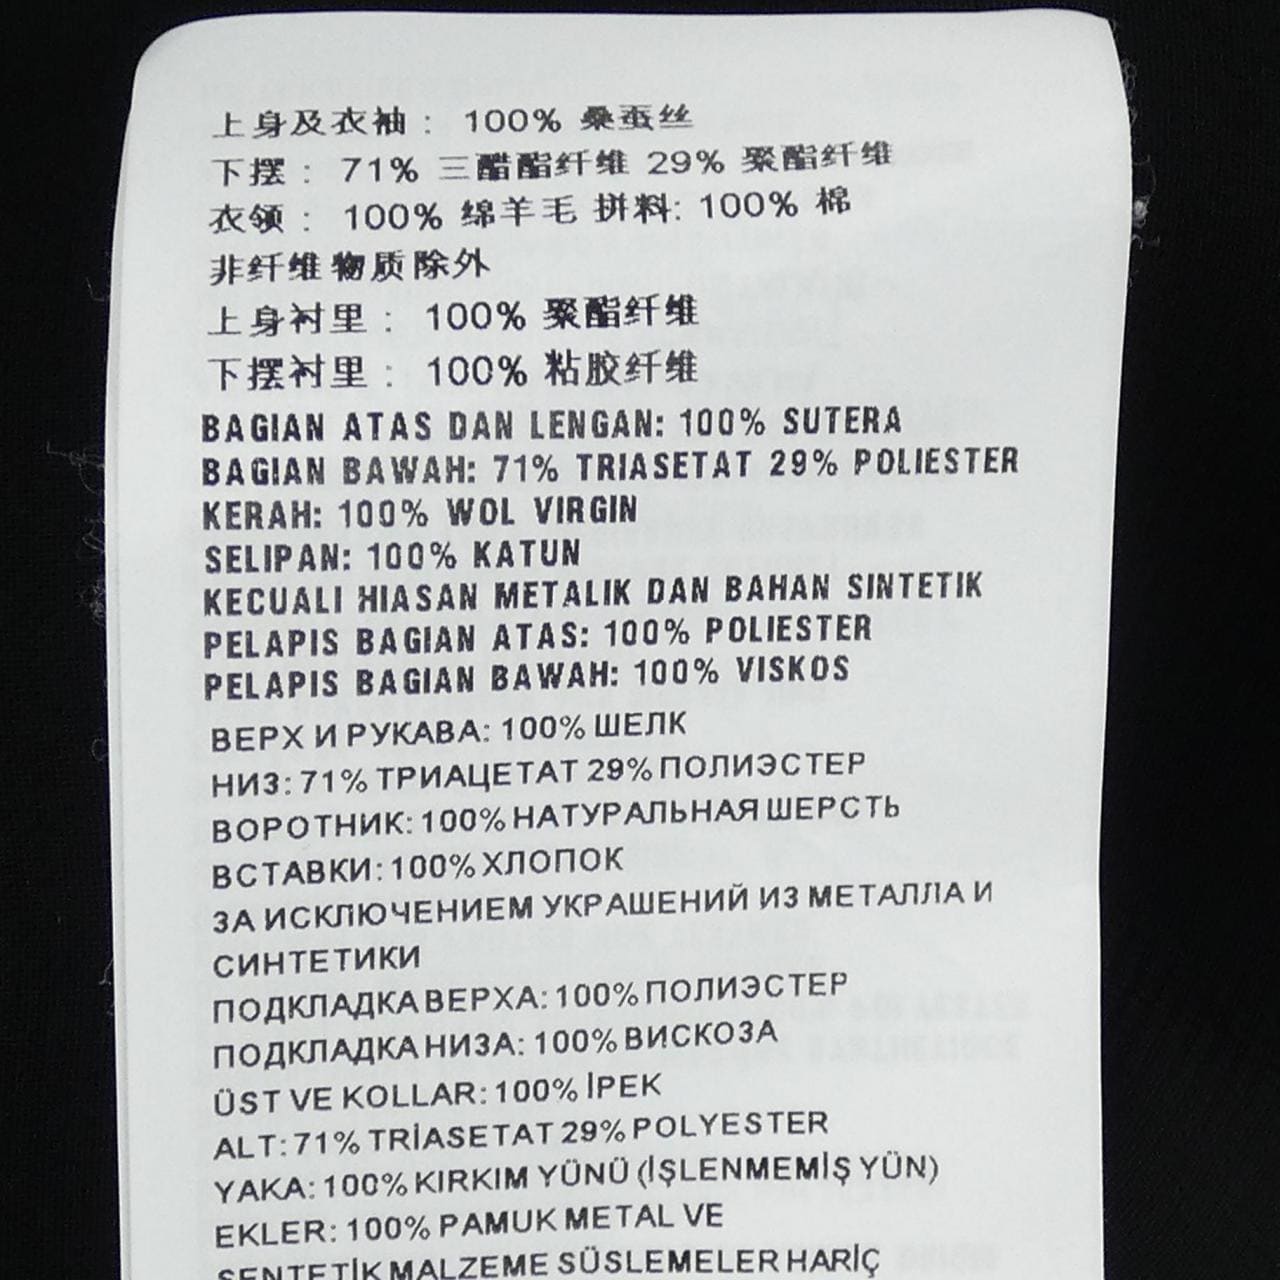 上身及衣袖： 100% 桑蚕丝
下摆： 71% 三醋酯纤维 29% 聚酯纤维
衣领： 100% 绵羊毛 拼料: 100% 棉
非纤维物质除外
上身衬里： 100% 聚酯纤维
下摆衬里： 100% 粘胶纤维
BAGIAN ATAS DAN LENGAN: 100% SUTERA
BAGIAN BAWAH: 71% TRIASETAT 29% POLIESTER
KERAH: 100% WOL VIRGIN
SELIPAN: 100% KATUN
KECUALI HIASAN METALIK DAN BAHAN SINTETIK
PELAPIS BAGIAN ATAS: 100% POLIESTER
PELAPIS BAGIAN BAWAH: 100% VISKOS
ВЕРХ И РУКАВА: 100% ШЕЛК
НИЗ: 71% ТРИАЦЕТАТ 29% ПОЛИЭСТЕР
ВОРОТНИК: 100% НАТУРАЛЬНАЯ ШЕРСТЬ
ВСТАВКИ: 100% ХЛОПОК
ЗА ИСКЛЮЧЕНИЕМ УКРАШЕНИЙ ИЗ МЕТАЛЛА И
СИНТЕТИКИ
ПОДКЛАДКА ВЕРХА: 100% ПОЛИЭСТЕР
ПОДКЛАДКА НИЗА: 100% ВИСКОЗА
ÜST VE KOLLAR: 100% İPEK
ALT: 71% TRİASETAT 29% POLYESTER
YAKA: 100% KIRKIM YÜNÜ (İŞLENMEMİŞ YÜN)
EKLER: 100% PAMUK METAL VE
SENTETİK MALZEME SÜSLEMELER HARİÇ